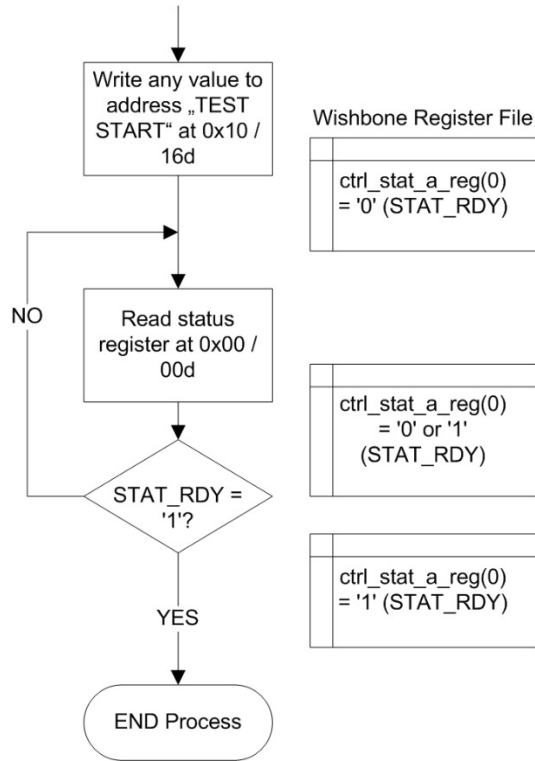 Write any value to
address „TEST
START“ at 0x10 /
16d
Wishbone Register File
ctrl_stat_a_reg(0)
= '0' (STAT_RDY)
NO
Read status
register at 0x00 /
00d
ctrl_stat_a_reg(0)
= '0' or '1'
(STAT_RDY)
STAT_RDY =
'1'?
ctrl_stat_a_reg(0)
= '1' (STAT_RDY)
YES
END Process